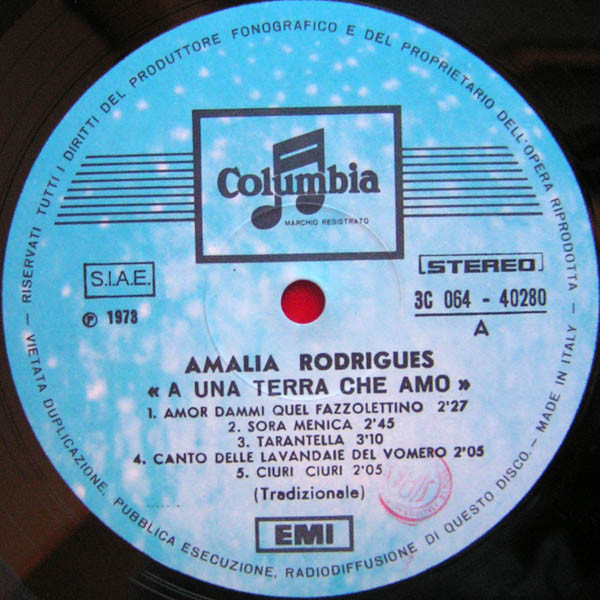 RISERVATI TUTTI I DIRITTI DEL PRODUTTORE FONOGRAFICO E DEL PROPRIETARIO DELL'OPERA RIPRODOTTA - MADE IN ITALY -
Columbia
MARCHIO REGISTRATO
S.I.A.E.
STEREO
℗ 1973
3C 064 - 40280
A
AMALIA RODRIGUES
« A UNA TERRA CHE AMO »
1. AMOR DAMMI QUEL FAZZOLETTINO 2'27
2. SORA MENICA 2'45
3. TARANTELLA 3'10
4. CANTO DELLE LAVANDAIE DEL VOMERO 2'05
5. CIURI CIURI 2'05
(Tradizionale)
EMI
VIETATA DUPLICAZIONE, PUBBLICA ESECUZIONE, RADIODIFFUSIONE DI QUESTO DISCO. -